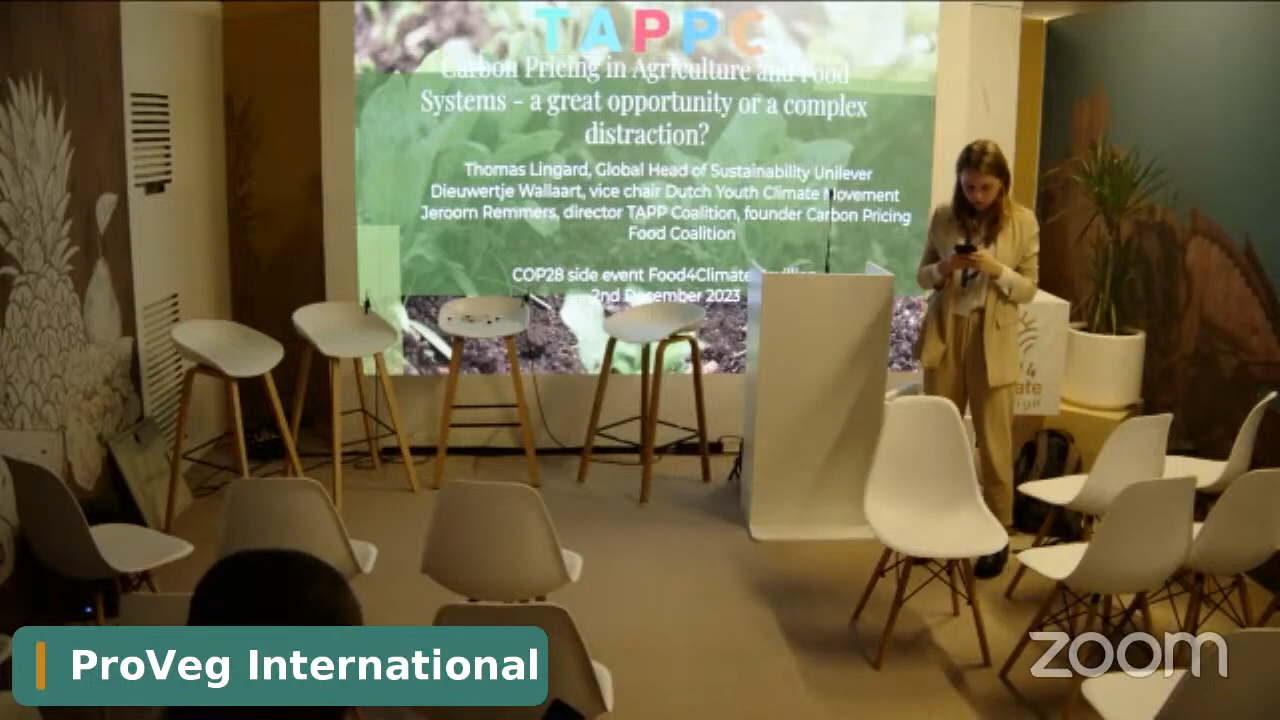 TAPPC
Carbon Pricing in Agriculture and Food
Systems - a great opportunity or a complex
distraction?
Thomas Lingard, Global Head of Sustainability Unilever
Dieuwertje Wallaart, vice chair Dutch Youth Climate Movement
Jeroom Remmers, director TAPP Coalition, founder Carbon Pricing
Food Coalition
COP28 side event Food4Climate
2nd December 2023
ProVeg International
zoom